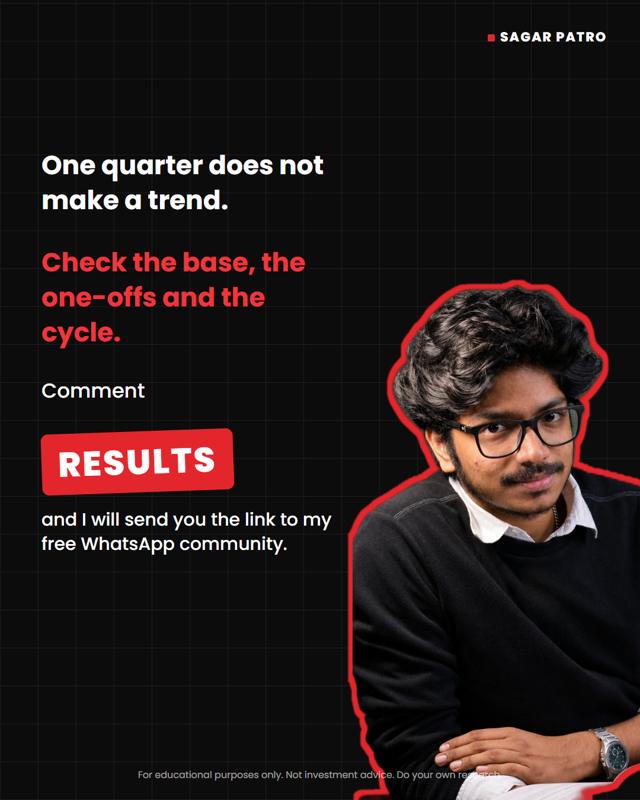 SAGAR PATRO
One quarter does not
make a trend.
Check the base, the
one-offs and the
cycle.
Comment
RESULTS
and I will send you the link to my
free WhatsApp community.
For educational purposes only. Not investment advice. Do your own research.